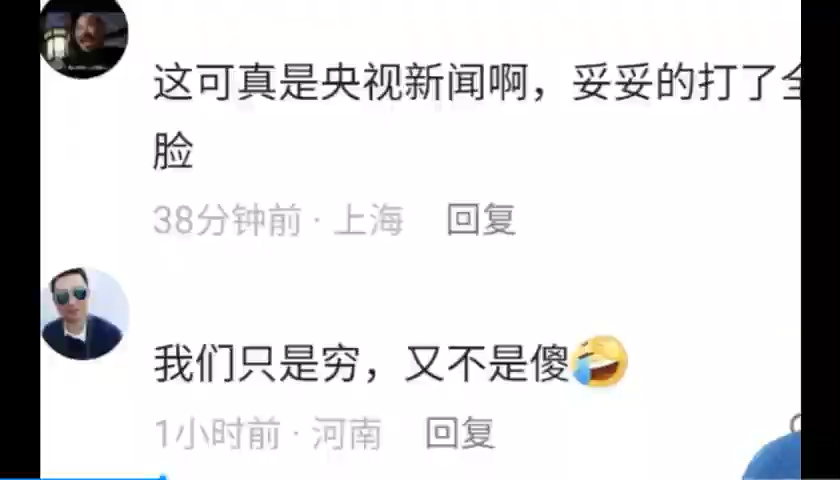 这可真是央视新闻啊，妥妥的打了全
脸
38分钟前 · 上海 回复
我们只是穷，又不是傻🤣
1小时前 · 河南 回复